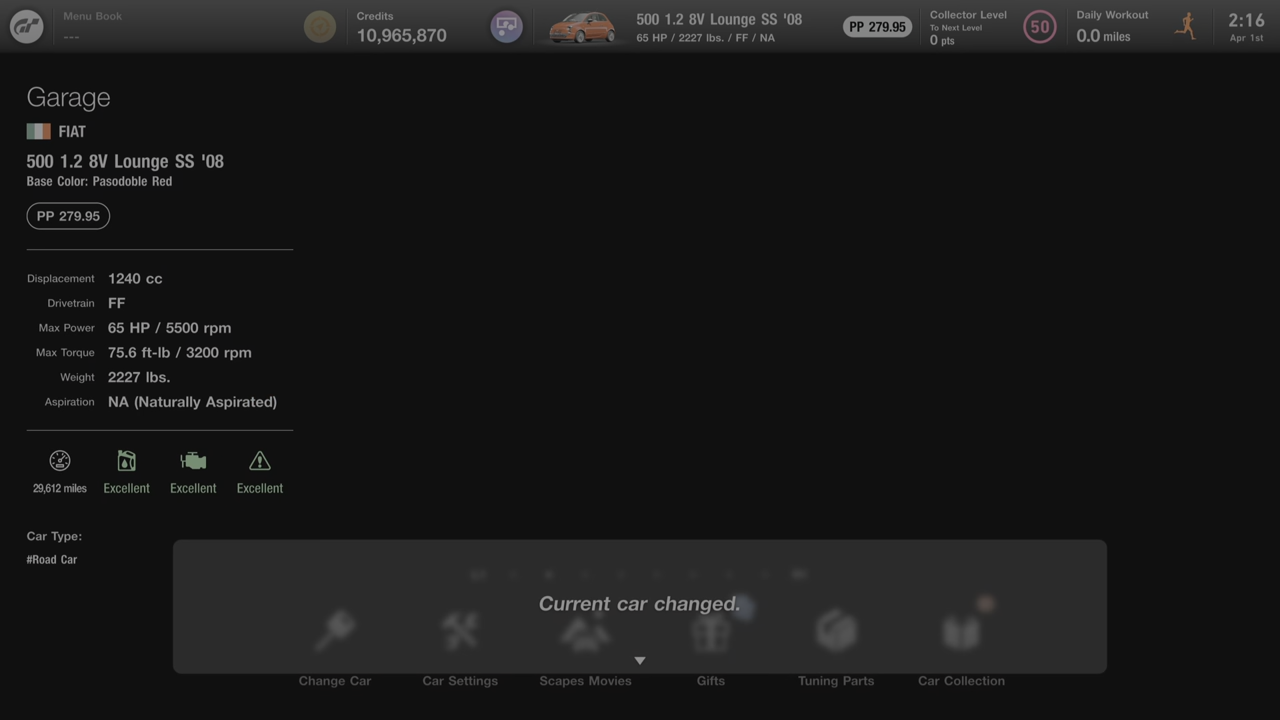 Menu Book
---
Credits
10,965,870
500 1.2 8V Lounge SS '08
65 HP / 2227 lbs. / FF / NA
PP 279.95
Collector Level
To Next Level
0 pts
50
Daily Workout
0.0 miles
2:16
Apr 1st
Garage
FIAT
500 1.2 8V Lounge SS '08
Base Color: Pasodoble Red
PP 279.95
Displacement 1240 cc
Drivetrain FF
Max Power 65 HP / 5500 rpm
Max Torque 75.6 ft-lb / 3200 rpm
Weight 2227 lbs.
Aspiration NA (Naturally Aspirated)
29,612 miles Excellent Excellent Excellent
Car Type:
#Road Car
Current car changed.
Change Car Car Settings Scapes Movies Gifts Tuning Parts Car Collection